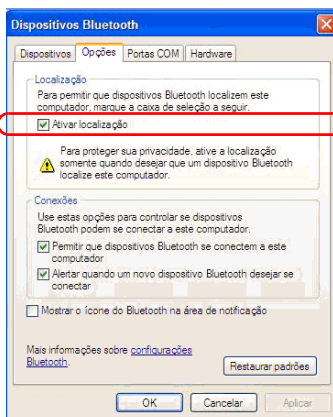 Dispositivos Bluetooth
Dispositivos Opções Portas COM Hardware
Localização
Para permitir que dispositivos Bluetooth localizem este
computador, marque a caixa de seleção a seguir.
Ativar localização
Para proteger sua privacidade, ative a localização
somente quando desejar que um dispositivo Bluetooth
localize este computador.
Conexões
Use estas opções para controlar se dispositivos
Bluetooth podem se conectar a este computador.
Permitir que dispositivos Bluetooth se conectem a este
computador
Alertar quando um novo dispositivo Bluetooth desejar se
conectar
Mostrar o ícone do Bluetooth na área de notificação
Mais informações sobre configurações
Bluetooth.
Restaurar padrões
OK Cancelar Aplicar